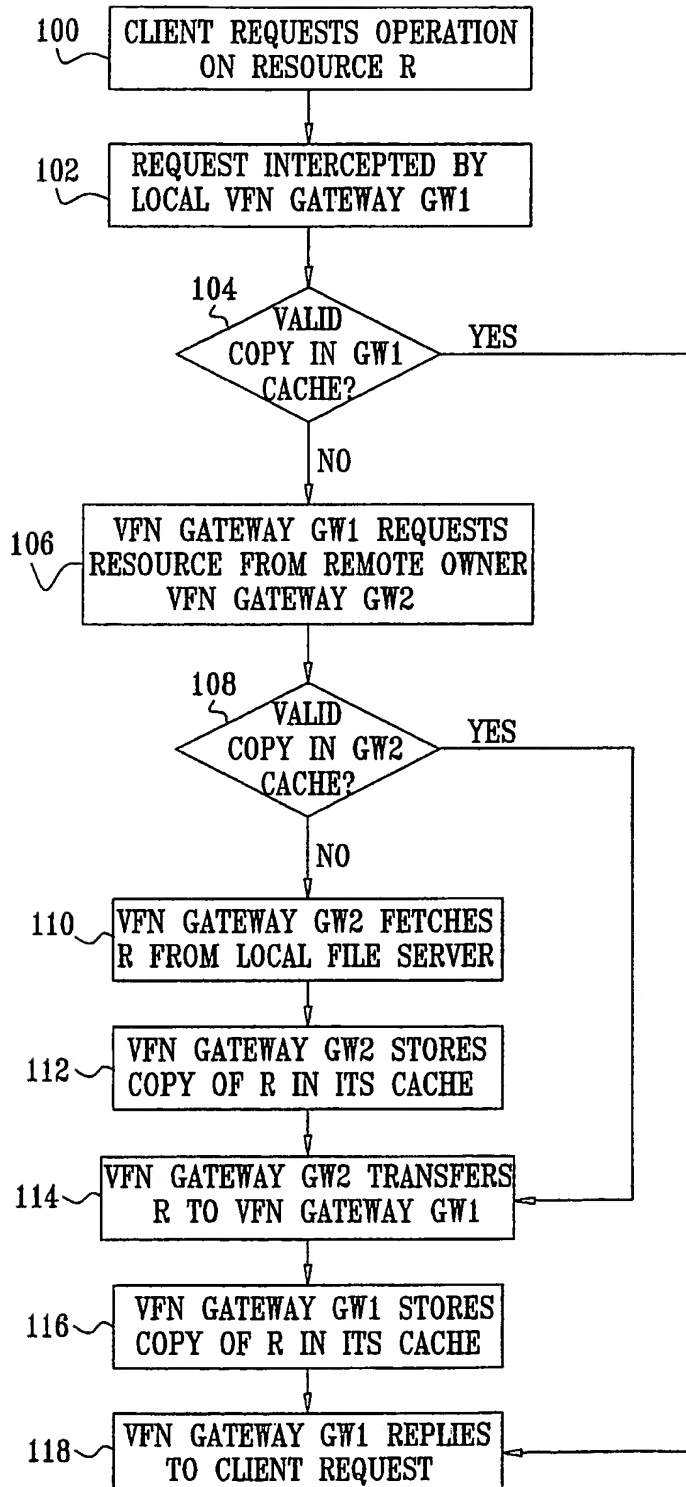 100
CLIENT REQUESTS OPERATION
ON RESOURCE R
102
REQUEST INTERCEPTED BY
LOCAL VFN GATEWAY GW1
104
VALID
COPY IN GW1
CACHE?
YES
NO
106
VFN GATEWAY GW1 REQUESTS
RESOURCE FROM REMOTE OWNER
VFN GATEWAY GW2
108
VALID
COPY IN GW2
CACHE?
YES
NO
110
VFN GATEWAY GW2 FETCHES
R FROM LOCAL FILE SERVER
112
VFN GATEWAY GW2 STORES
COPY OF R IN ITS CACHE
114
VFN GATEWAY GW2 TRANSFERS
R TO VFN GATEWAY GW1
116
VFN GATEWAY GW1 STORES
COPY OF R IN ITS CACHE
118
VFN GATEWAY GW1 REPLIES
TO CLIENT REQUEST